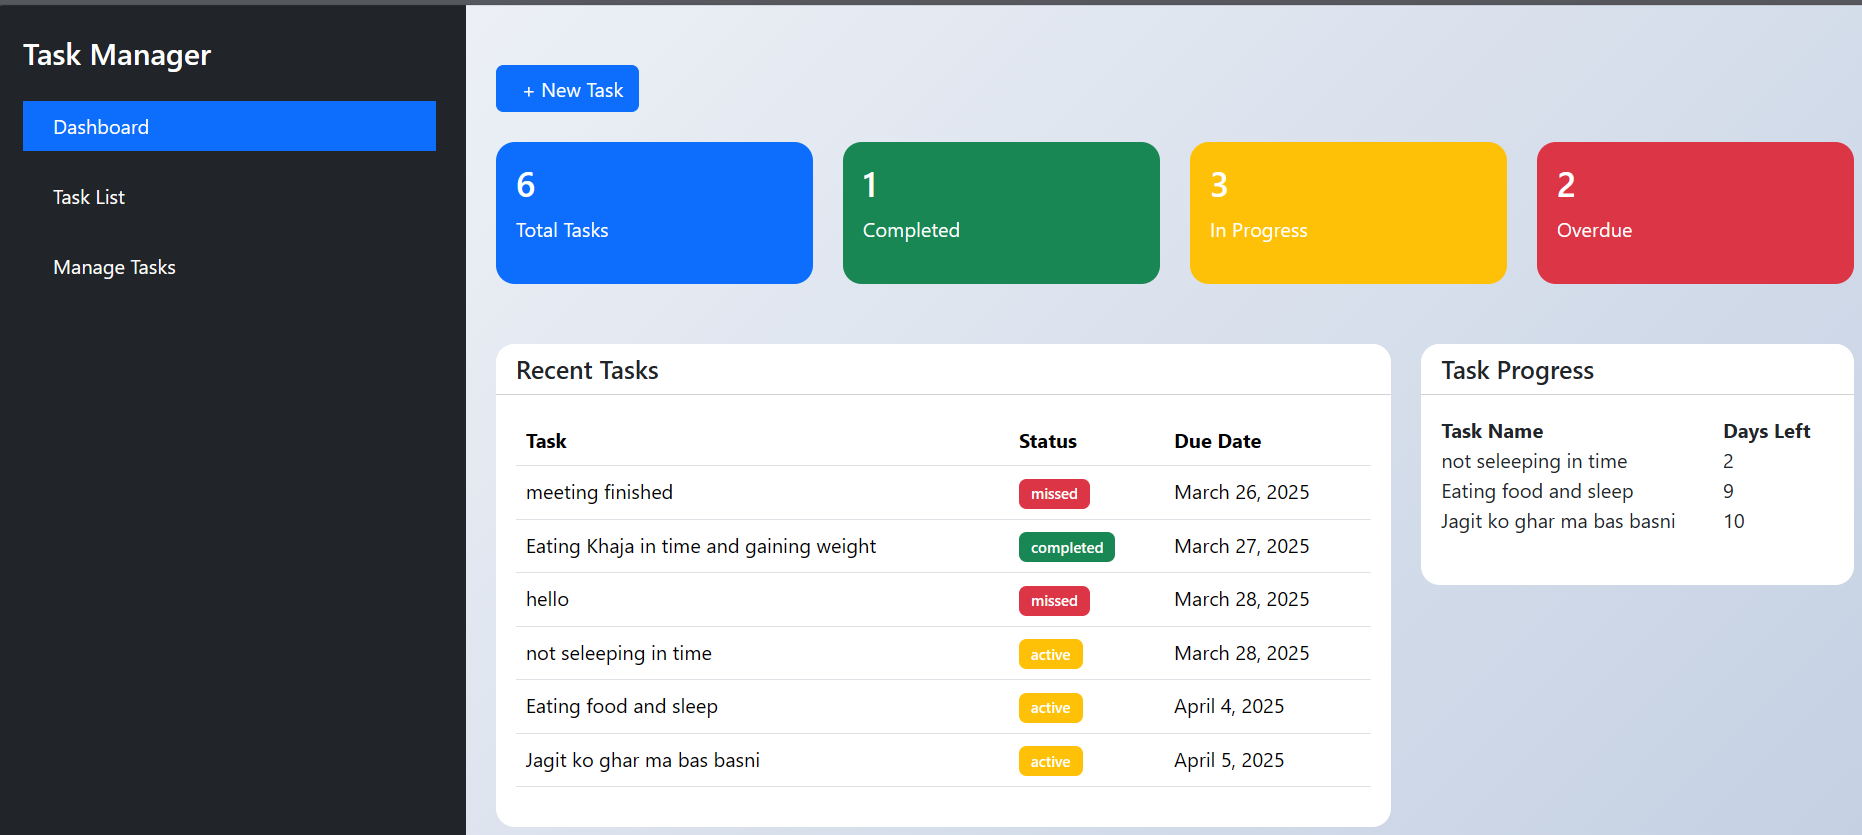 Task Manager
Dashboard
Task List
Manage Tasks
+ New Task
6
Total Tasks
1
Completed
3
In Progress
2
Overdue
Recent Tasks
Task Status Due Date
meeting finished missed March 26, 2025
Eating Khaja in time and gaining weight completed March 27, 2025
hello missed March 28, 2025
not seleeping in time active March 28, 2025
Eating food and sleep active April 4, 2025
Jagit ko ghar ma bas basni active April 5, 2025
Task Progress
Task Name Days Left
not seleeping in time 2
Eating food and sleep 9
Jagit ko ghar ma bas basni 10